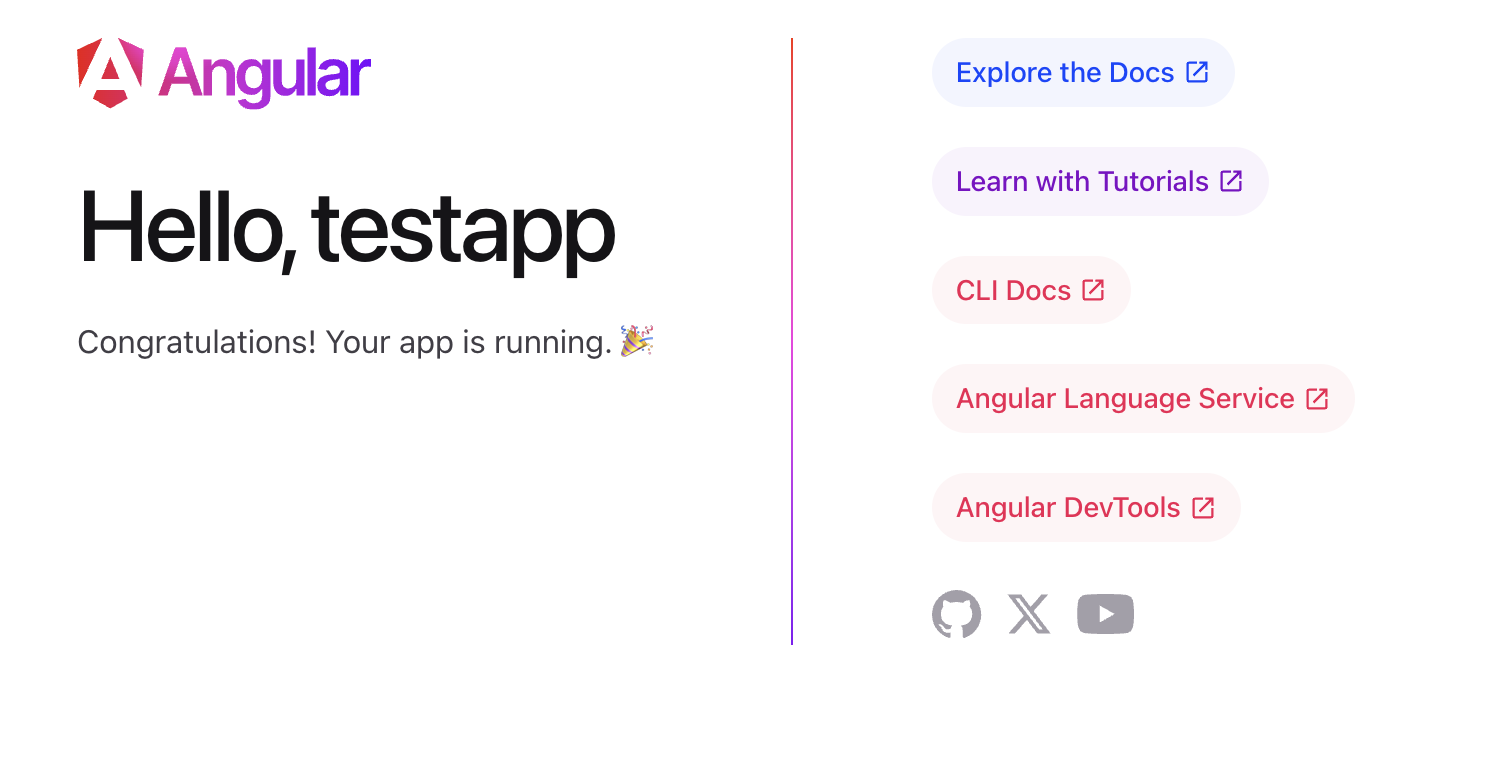 Angular
Hello, testapp
Congratulations! Your app is running. 🎉
Explore the Docs
Learn with Tutorials
CLI Docs
Angular Language Service
Angular DevTools